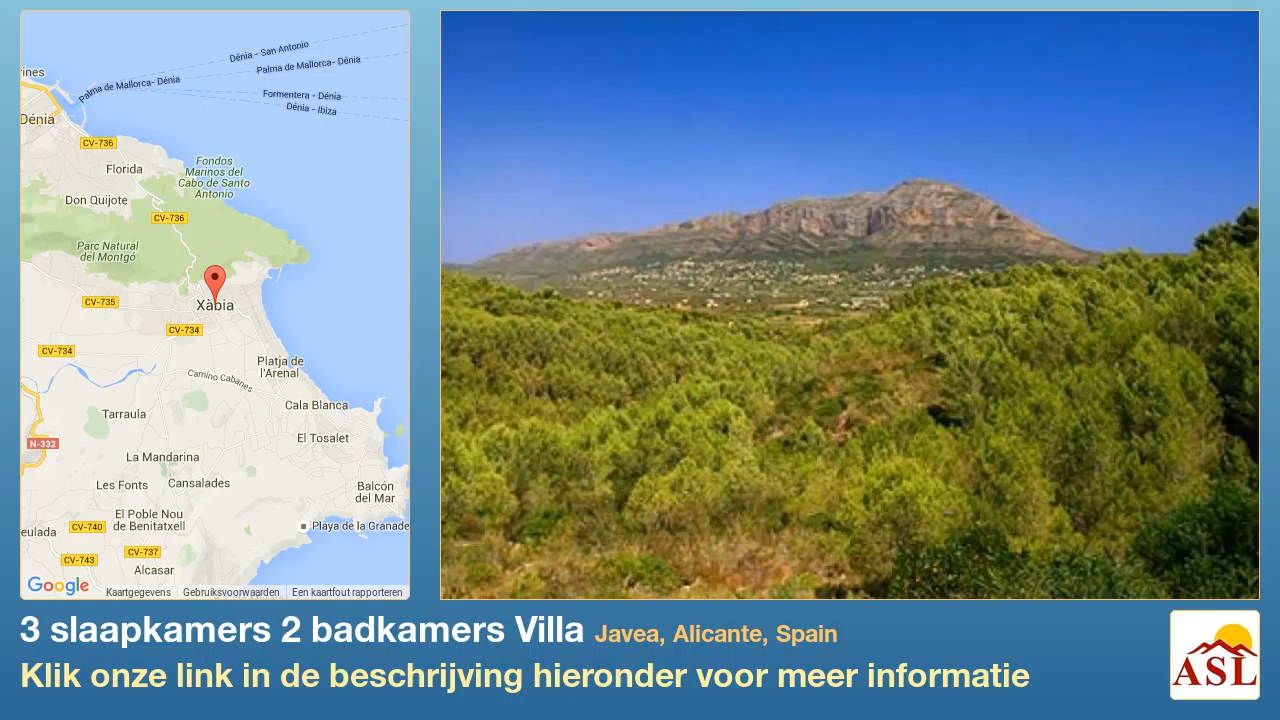 Dénia - San Antonio
Palma de Mallorca- Dénia
rines
Palma de Mallorca- Dénia
Formentera - Dénia
Dénia - Ibiza
Dénia
CV-736
Florida
Fondos
Marinos del
Cabo de Santo
Antonio
Don Quijote
CV-736
Parc Natural
del Montgó
CV-735
Xàbia
CV-734
CV-734
Platja de
l'Arenal
Camino Cabanes
Cala Blanca
Tarraula
El Tosalet
N-332
La Mandarina
Les Fonts
Cansalades
Balcón
del Mar
El Poble Nou
de Benitatxell
CV-740
Playa de la Granade
eulada
CV-737
CV-743
Alcasar
Google
Kaartgegevens
Gebruiksvoorwaarden
Een kaartfout rapporteren
3 slaapkamers 2 badkamers Villa Javea, Alicante, Spain
Klik onze link in de beschrijving hieronder voor meer informatie
ASL